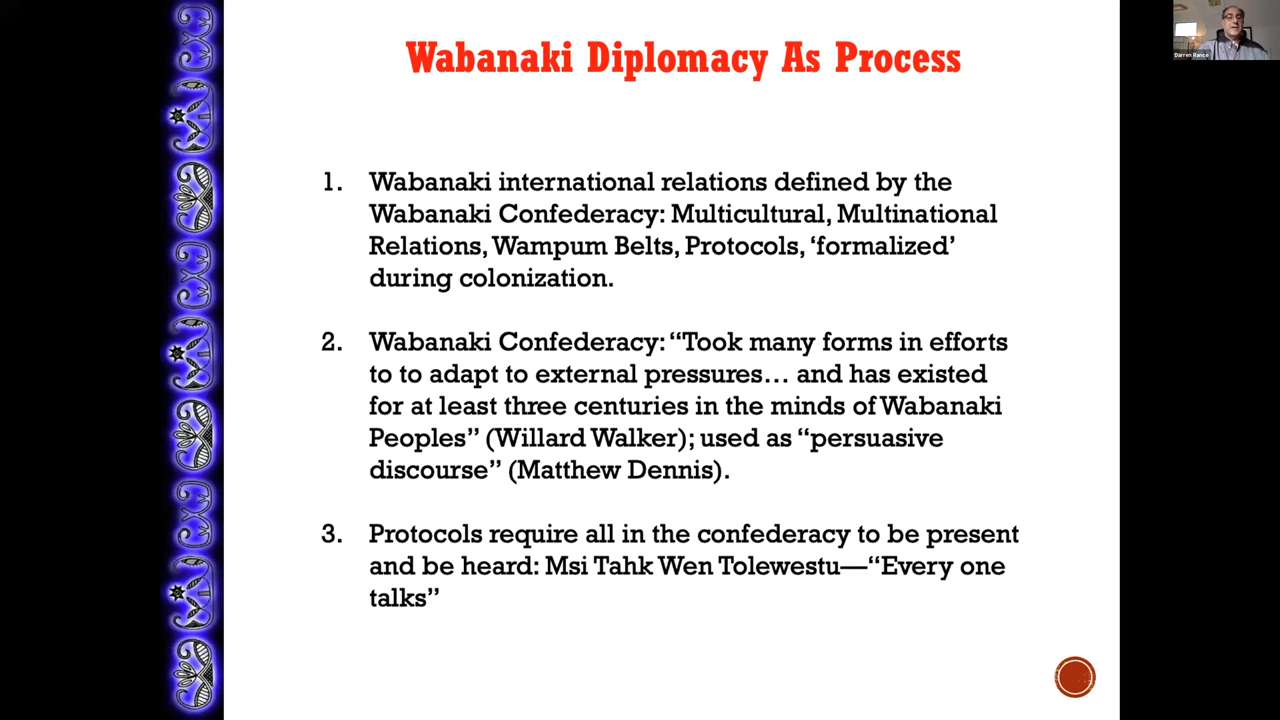 Wabanaki Diplomacy As Process
Darren Ranco
1. Wabanaki international relations defined by the
Wabanaki Confederacy: Multicultural, Multinational
Relations, Wampum Belts, Protocols, ‘formalized’
during colonization.
2. Wabanaki Confederacy: “Took many forms in efforts
to to adapt to external pressures… and has existed
for at least three centuries in the minds of Wabanaki
Peoples” (Willard Walker); used as “persuasive
discourse” (Matthew Dennis).
3. Protocols require all in the confederacy to be present
and be heard: Msi Tahk Wen Tolewestu—“Every one
talks”